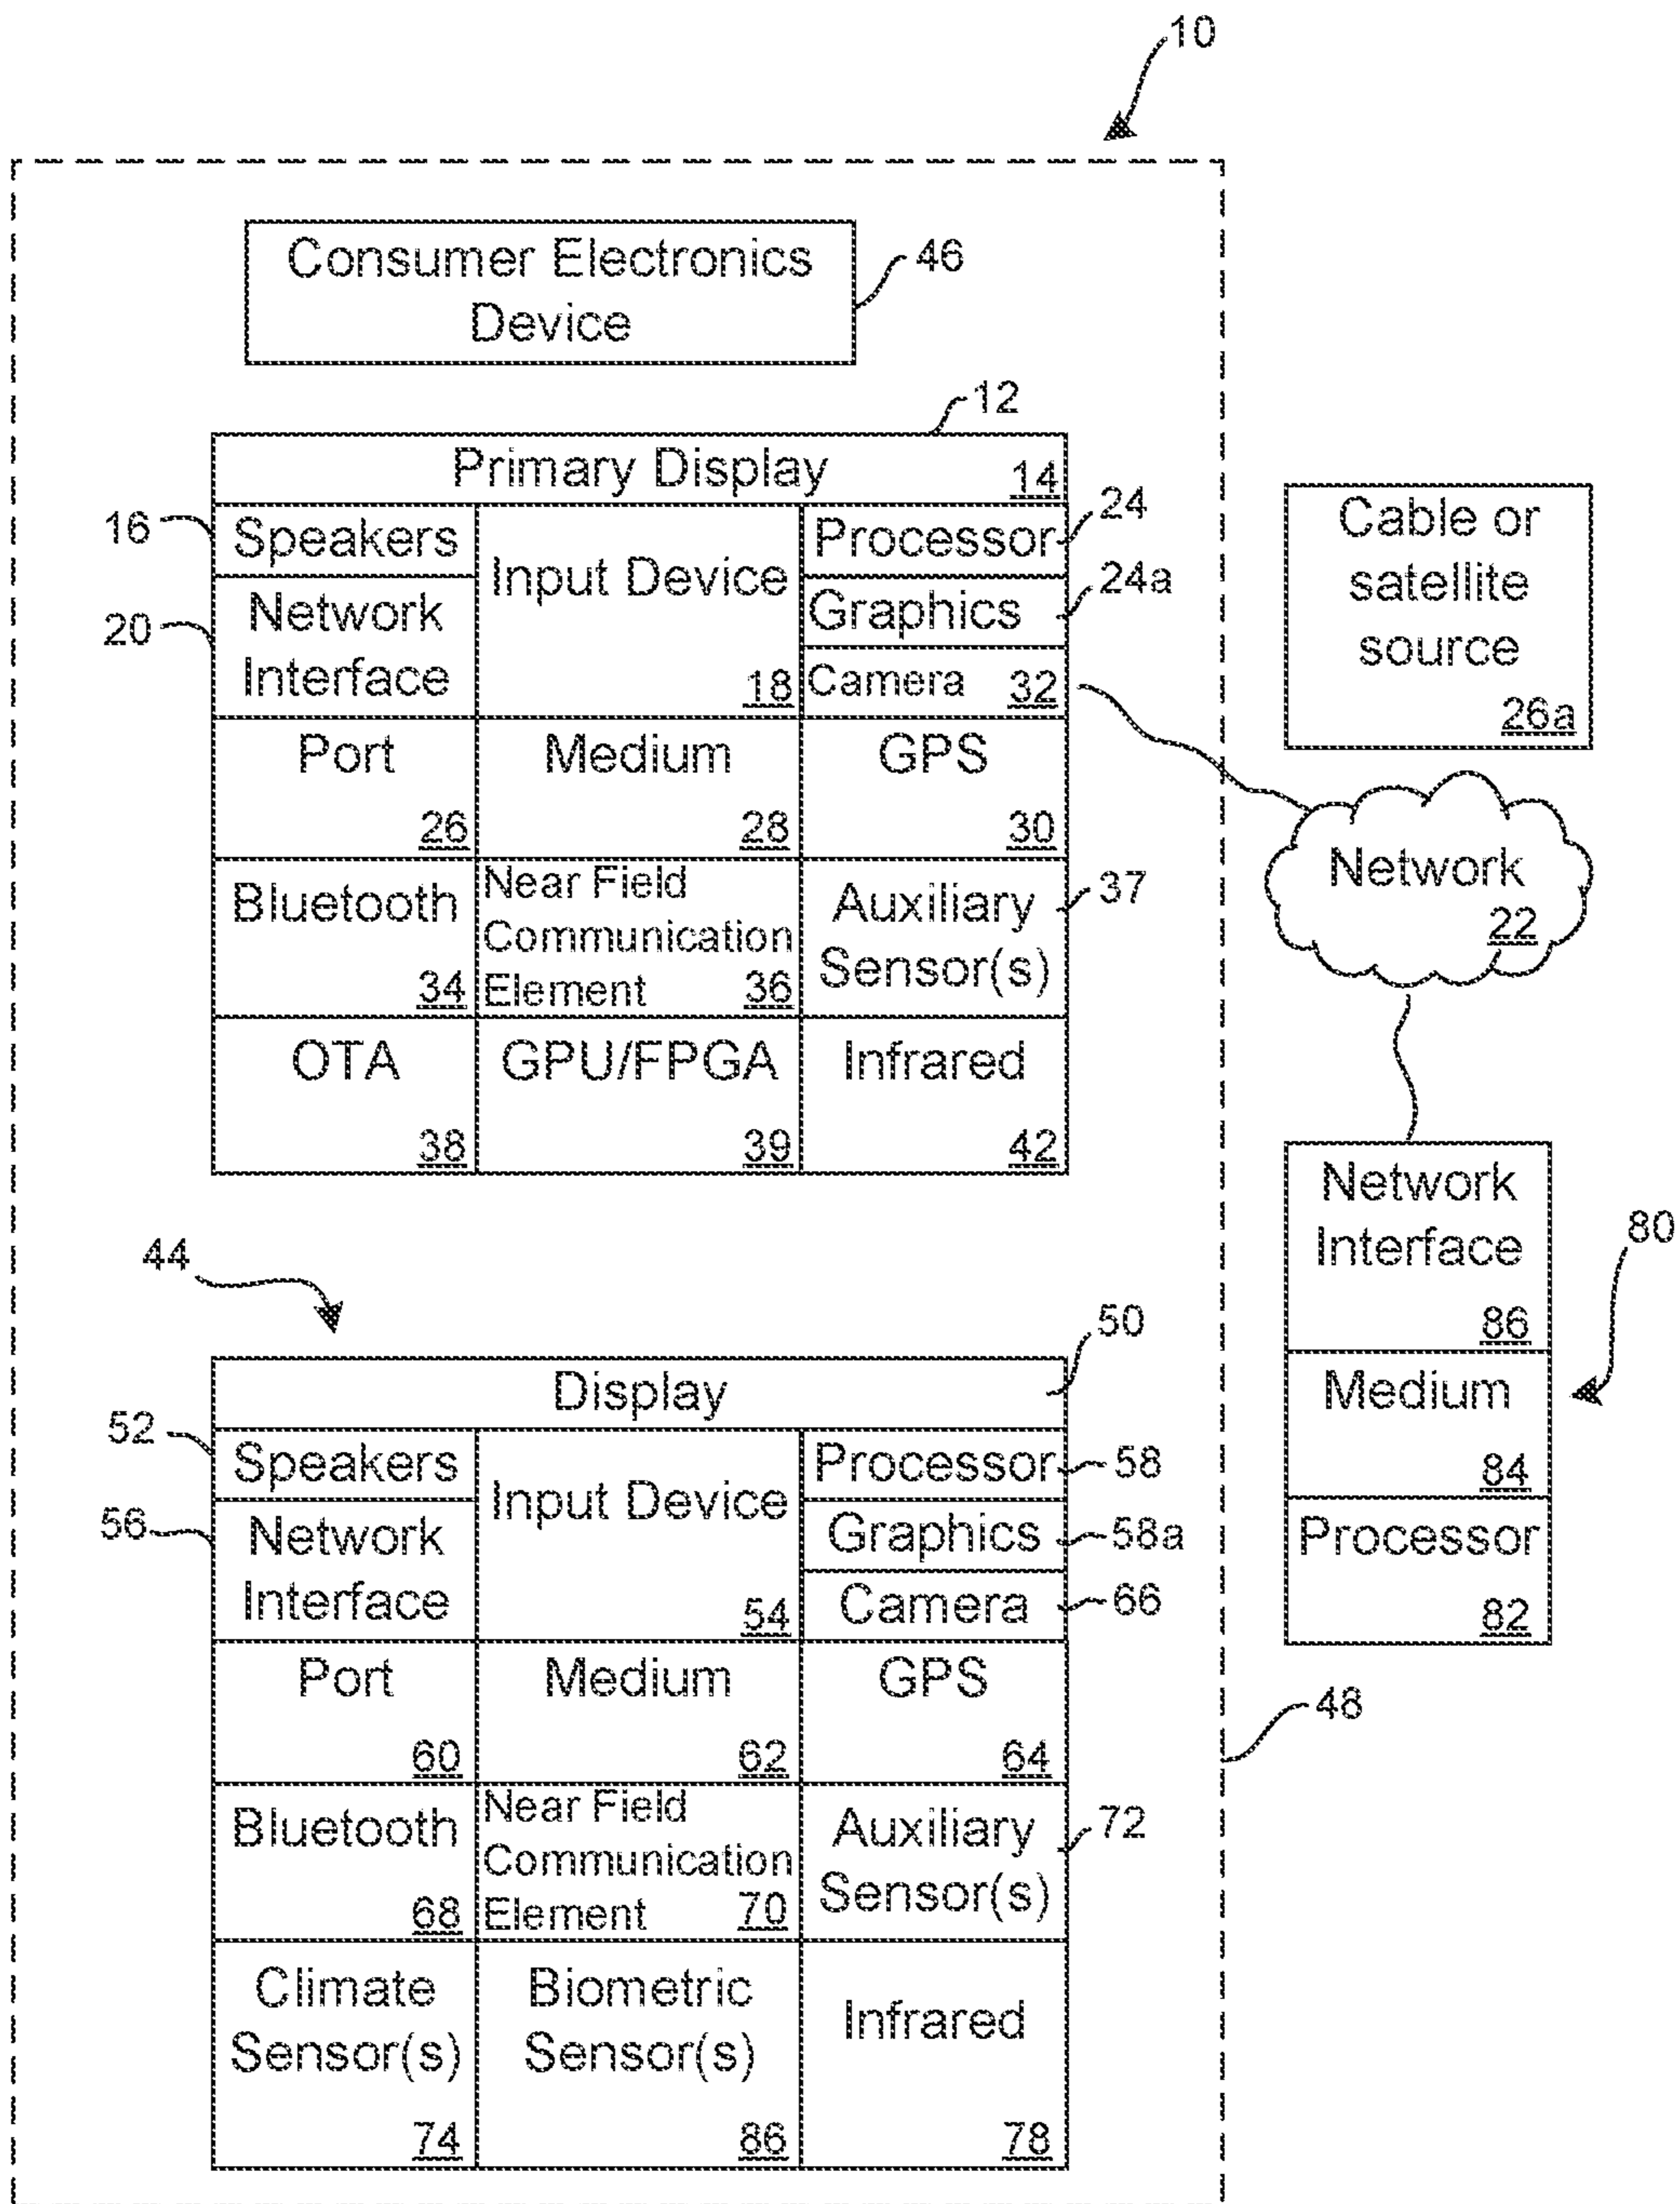 10
Consumer Electronics
Device
46
12
Primary Display
14
16
Speakers
Input Device
18
Processor
24
Graphics
24a
20
Network
Interface
Camera
32
Port
26
Medium
28
GPS
30
Bluetooth
34
Near Field
Communication
Element
36
Auxiliary
Sensor(s)
37
OTA
38
GPU/FPGA
39
Infrared
42
Cable or
satellite
source
26a
Network
22
Network
Interface
86
Medium
84
Processor
82
80
44
50
Display
52
Speakers
Input Device
54
Processor
58
56
Network
Interface
Graphics
58a
Camera
66
Port
60
Medium
62
GPS
64
48
Bluetooth
68
Near Field
Communication
Element
70
Auxiliary
Sensor(s)
72
Climate
Sensor(s)
74
Biometric
Sensor(s)
86
Infrared
78